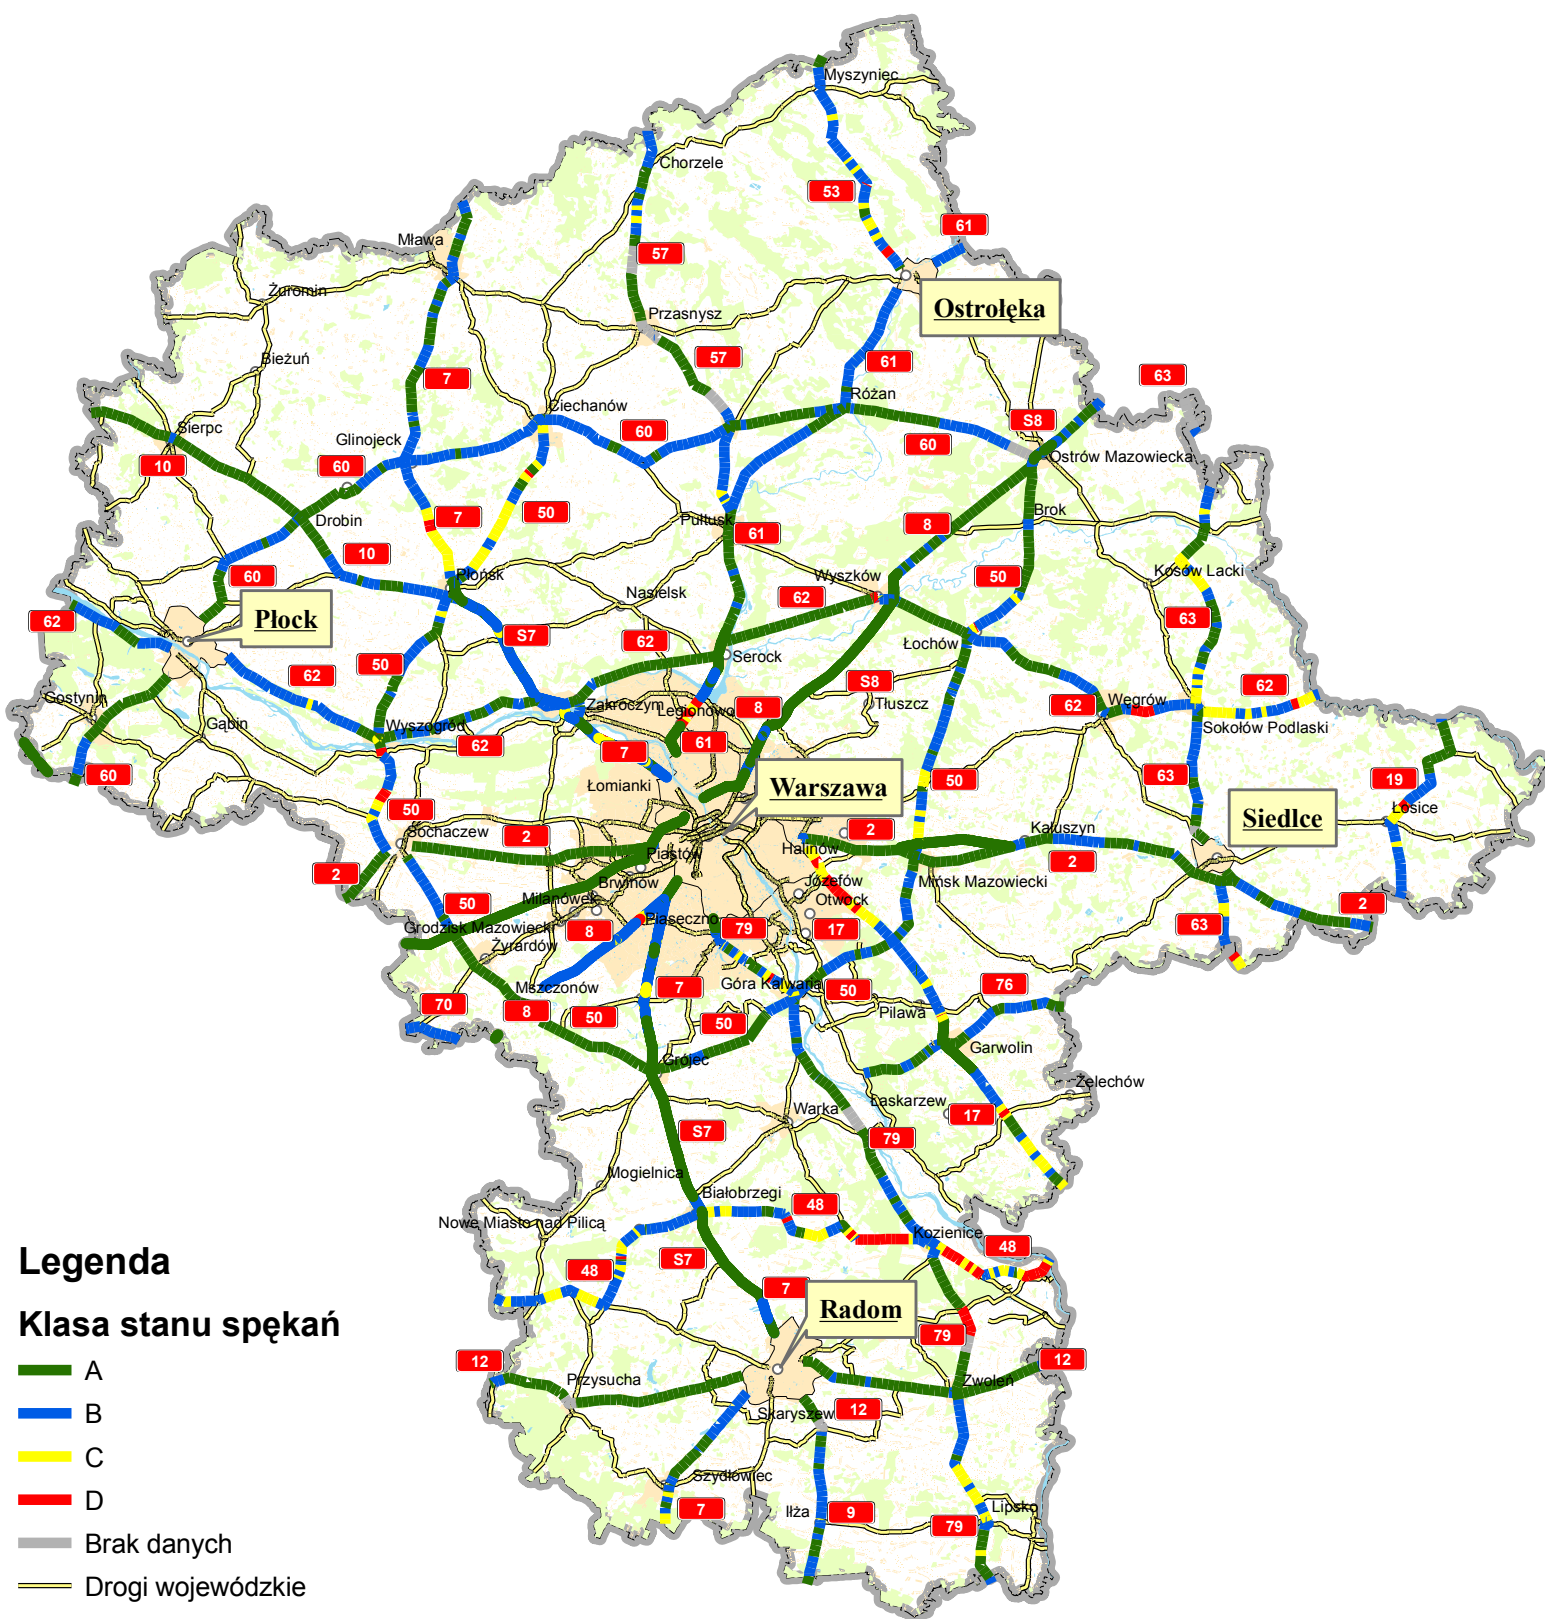 Myszyniec
Chorzele
53
61
Mława
57
Ostrołęka
Żuromin
Przasnysz
Bieżuń
57
61
63
7
Różan
Ciechanów
S8
Sierpc
Glinojeck
60
60
10
60
Ostrów Mazowiecka
50
7
Drobin
Pułtusk
61
8
Brok
10
60
Płońsk
Wyszków
50
Kosów Lacki
Nasielsk
62
Płock
62
63
S7
62
Łochów
Serock
50
62
S8
62
Gostynin
Gąbin
Wyszogród
Zakroczym
Legionowo
8
Tłuszcz
62
Węgrów
Sokołów Podlaski
62
7
61
60
Łomianki
Warszawa
50
63
19
50
Łosice
Siedlce
Sochaczew
2
2
Kałuszyn
Halinów
2
Piastów
2
Brwinów
Józefów
Mińsk Mazowiecki
Milanówek
Otwock
50
Piaseczno
2
Grodzisk Mazowiecki
8
79
17
63
Żyrardów
Mszczonów
7
Góra Kalwaria
50
76
70
8
50
50
Pilawa
Grójec
Garwolin
Żelechów
Warka
Łaskarzew
17
S7
79
Mogielnica
Białobrzegi
48
Nowe Miasto nad Pilicą
Kozienice
48
Legenda
S7
48
7
Radom
Klasa stanu spękań
79
12
12
A
Przysucha
Zwoleń
B
Skaryszew
12
C
Szydłowiec
D
7
Iłża
9
79
Lipsko
Brak danych
Drogi wojewódzkie